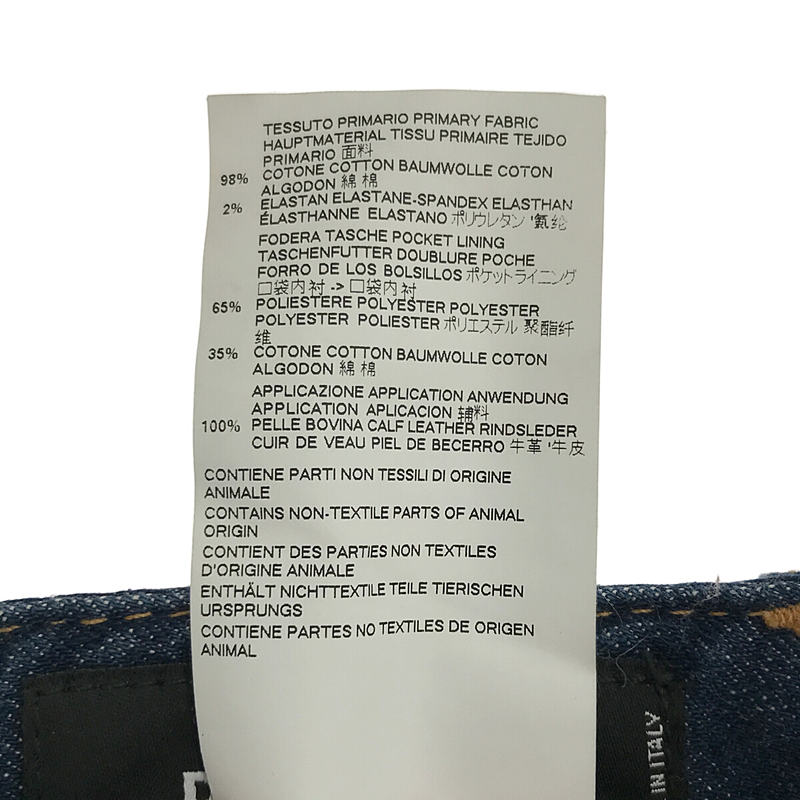 TESSUTO PRIMARIO PRIMARY FABRIC
HAUPTMATERIAL TISSU PRIMAIRE TEJIDO
PRIMARIO 面料
98% COTONE COTTON BAUMWOLLE COTON
ALGODON 綿 棉
2% ELASTAN ELASTANE-SPANDEX ELASTHAN
ÉLASTHANNE ELASTANO ポリウレタン '氨纶
FODERA TASCHE POCKET LINING
TASCHENFUTTER DOUBLURE POCHE
FORRO DE LOS BOLSILLOS ポケットライニング
口袋内衬 -> 口袋内衬
65% POLIESTERE POLYESTER POLYESTER
POLYESTER POLIESTER ポリエステル 聚酯纤
维
35% COTONE COTTON BAUMWOLLE COTON
ALGODON 綿 棉
APPLICAZIONE APPLICATION ANWENDUNG
APPLICATION APLICACION 辅料
100% PELLE BOVINA CALF LEATHER RINDSLEDER
CUIR DE VEAU PIEL DE BECERRO 牛革 '牛皮
CONTIENE PARTI NON TESSILI DI ORIGINE
ANIMALE
CONTAINS NON-TEXTILE PARTS OF ANIMAL
ORIGIN
CONTIENT DES PARTIES NON TEXTILES
D'ORIGINE ANIMALE
ENTHÄLT NICHTTEXTILE TEILE TIERISCHEN
URSPRUNGS
CONTIENE PARTES NO TEXTILES DE ORIGEN
ANIMAL
IN ITALY